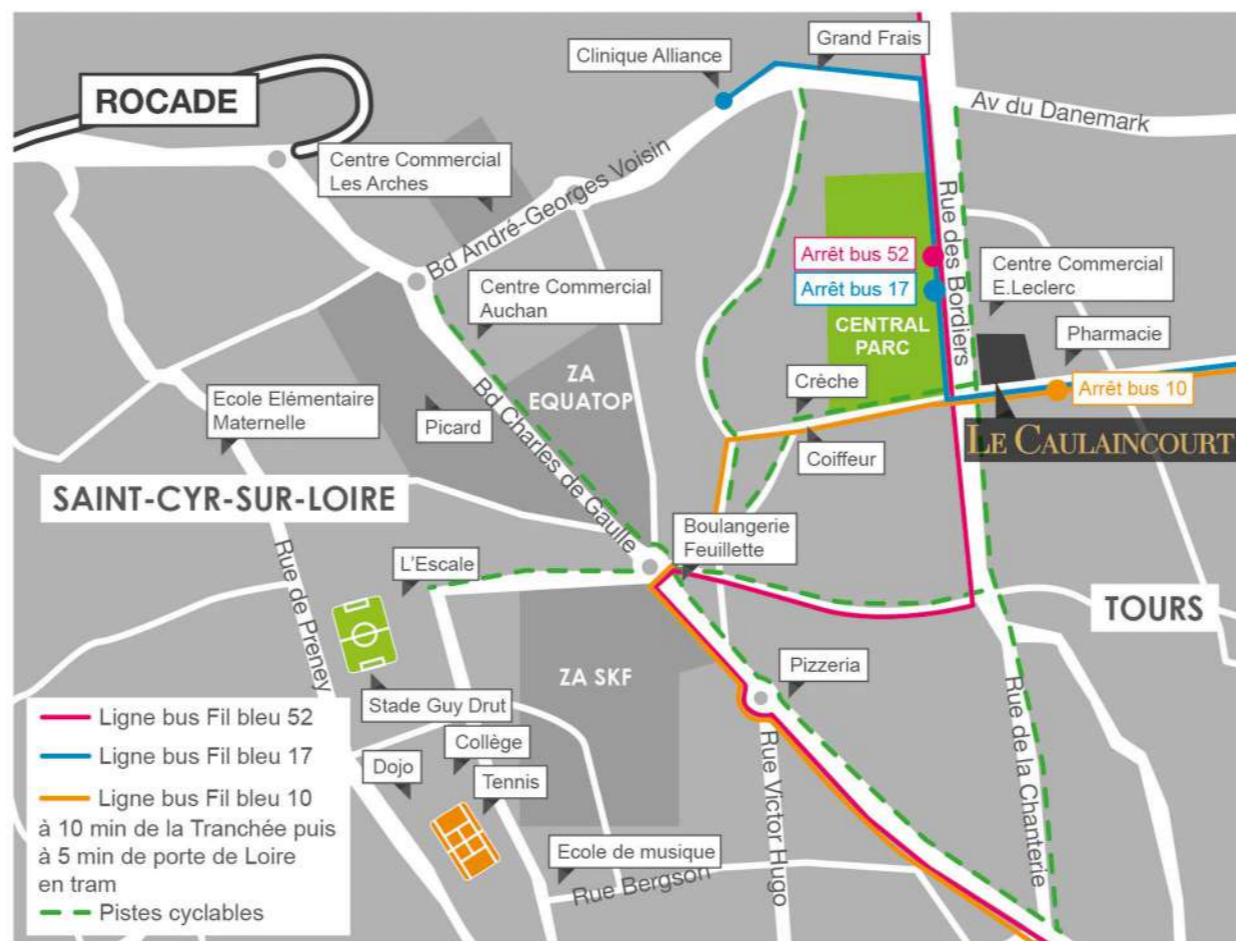 Grand Frais
Clinique Alliance
ROCADE
Av du Danemark
Centre Commercial
Les Arches
Bd André-Georges Voisin
Rue des Bordiers
Arrêt bus 52
Arrêt bus 17
Centre Commercial
E.Leclerc
Centre Commercial
Auchan
CENTRAL
PARC
Pharmacie
ZA
EQUATOP
Crèche
Arrêt bus 10
Ecole Elémentaire
Maternelle
Picard
Bd Charles de Gaulle
Coiffeur
LE CAULAINCOURT
SAINT-CYR-SUR-LOIRE
Boulangerie
Feuillette
L'Escale
Rue de Preney
TOURS
ZA SKF
Pizzeria
Stade Guy Drut
Rue de la Chanterie
Collège
Dojo
Tennis
Rue Victor Hugo
Ecole de musique
Rue Bergson
Ligne bus Fil bleu 52
Ligne bus Fil bleu 17
Ligne bus Fil bleu 10
à 10 min de la Tranchée puis
à 5 min de porte de Loire
en tram
Pistes cyclables